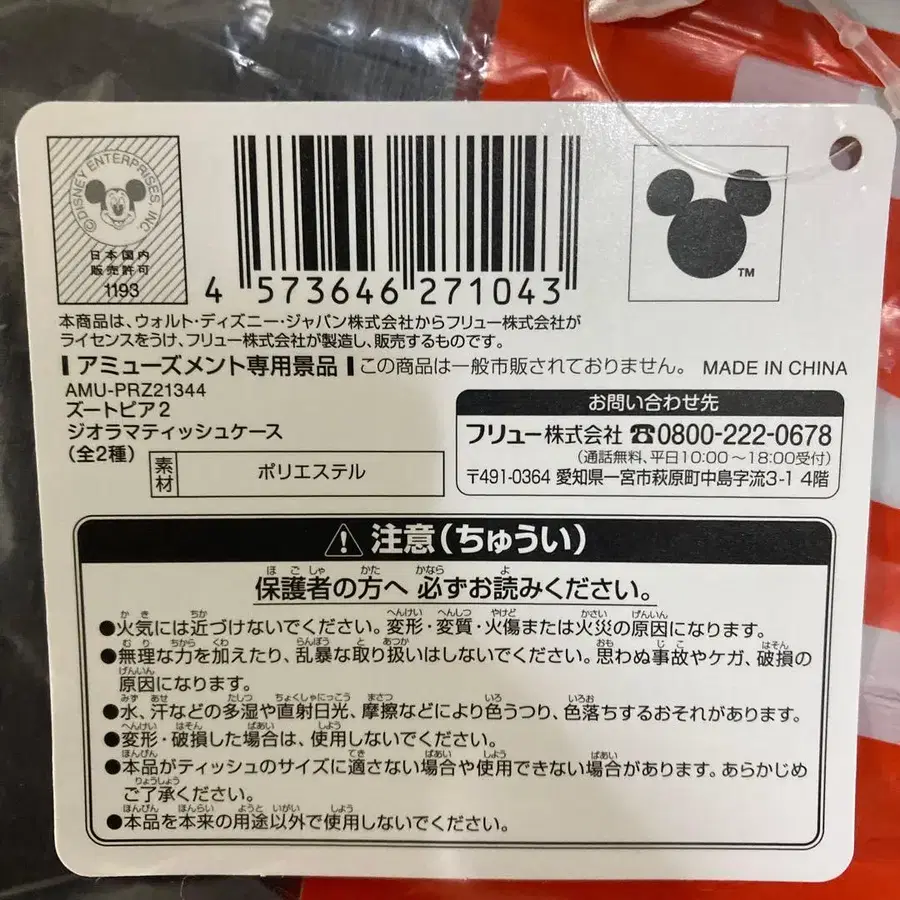 ©DISNEY ENTERPRISES, INC.
日本国内
販売許可
1193
4 573646 271043
TM
本商品は、ウォルト・ディズニー・ジャパン株式会社からフリュー株式会社が
ライセンスをうけ、フリュー株式会社が製造し、販売するものです。
アミューズメント専用景品 この商品は一般市販されておりません。 MADE IN CHINA
AMU-PRZ21344
ズートピア2
ジオラマティッシュケース
(全2種)
素材 ポリエステル
お問い合わせ先
フリュー株式会社 ☎0800-222-0678
(通話無料、平日10:00〜18:00受付)
〒491-0364 愛知県一宮市萩原町中島字流3-1 4階
⚠ 注意(ちゅうい)
保護者の方へ 必ずお読みください。
●火気には近づけないでください。変形・変質・火傷または火災の原因になります。
●無理な力を加えたり、乱暴な取り扱いはしないでください。思わぬ事故やケガ、破損の
原因になります。
●水、汗などの多湿や直射日光、摩擦などにより色うつり、色落ちするおそれがあります。
●変形・破損した場合は、使用しないでください。
●本品がティッシュのサイズに適さない場合や使用できない場合があります。あらかじめ
ご了承ください。
●本品を本来の用途以外で使用しないでください。